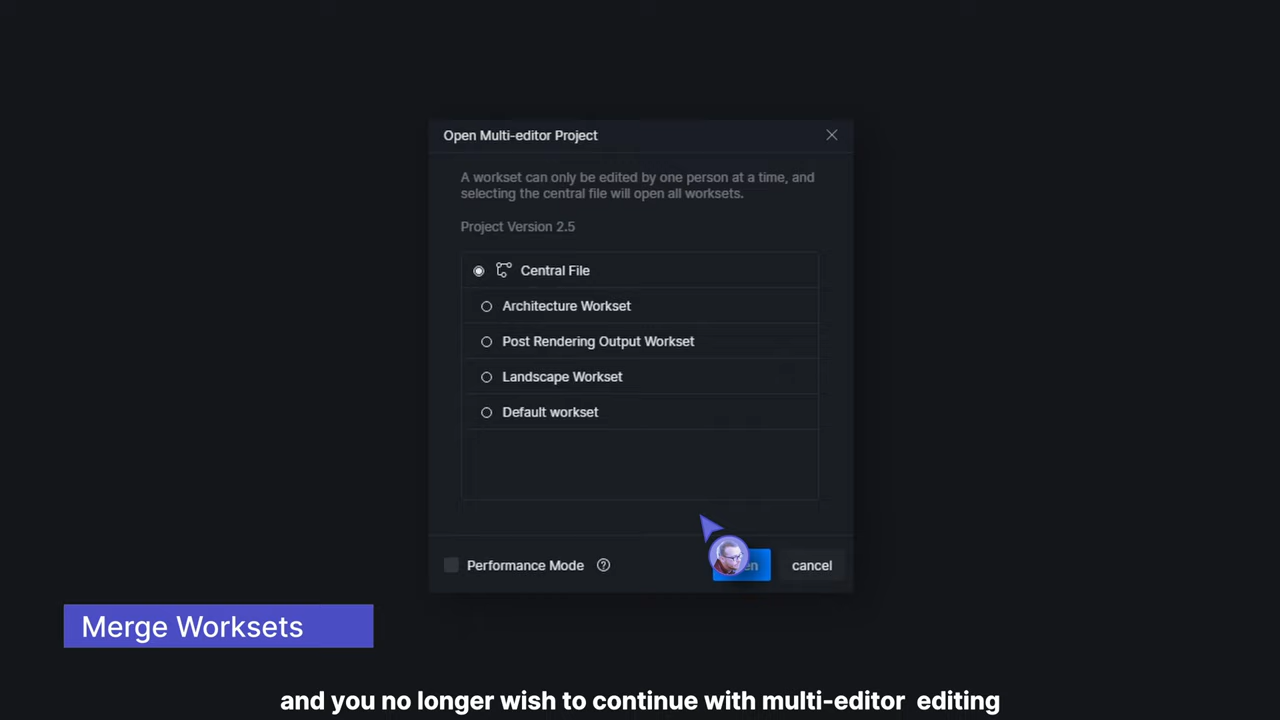 Open Multi-editor Project
A workset can only be edited by one person at a time, and
selecting the central file will open all worksets.
Project Version 2.5
Central File
Architecture Workset
Post Rendering Output Workset
Landscape Workset
Default workset
Performance Mode
cancel
Merge Worksets
and you no longer wish to continue with multi-editor editing